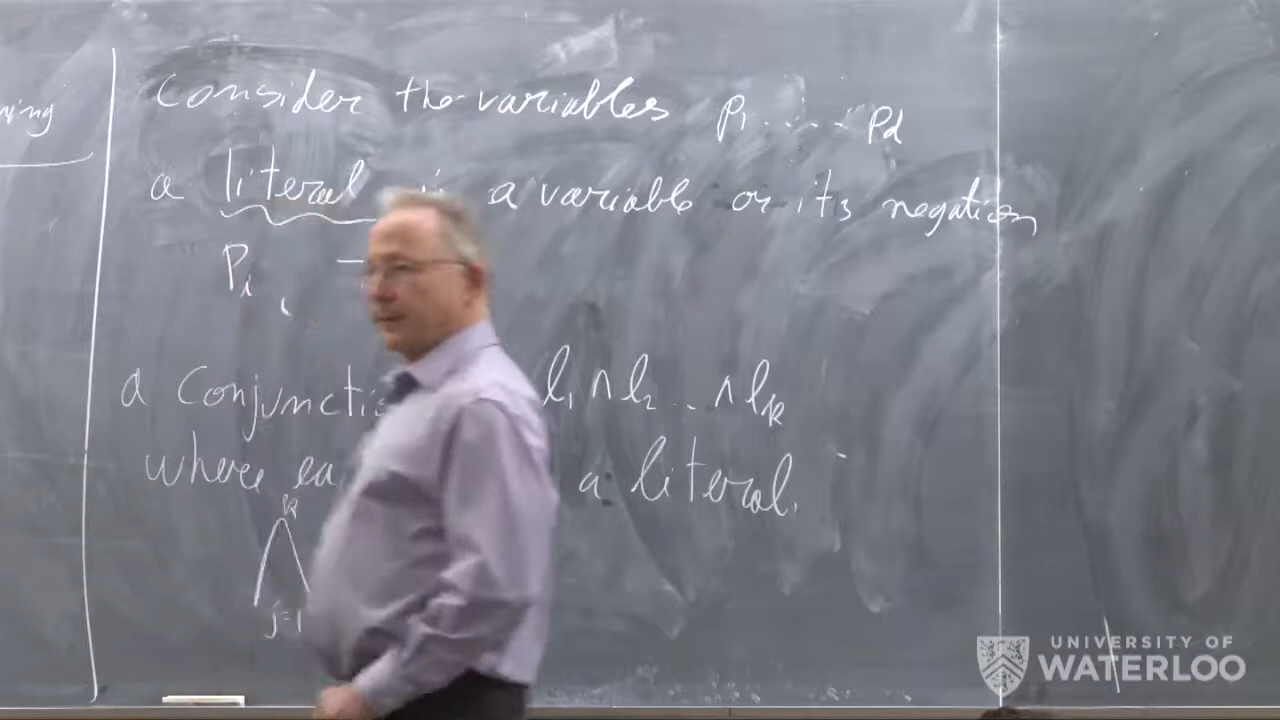 ning
Consider the variables p1 ..... pd
a literal is a variable or its negation
Pi ,
a Conjuncti l1 ∧ l2 .. ∧ lk
where ea a literal.
k
⋀
j=1
UNIVERSITY OF
WATERLOO